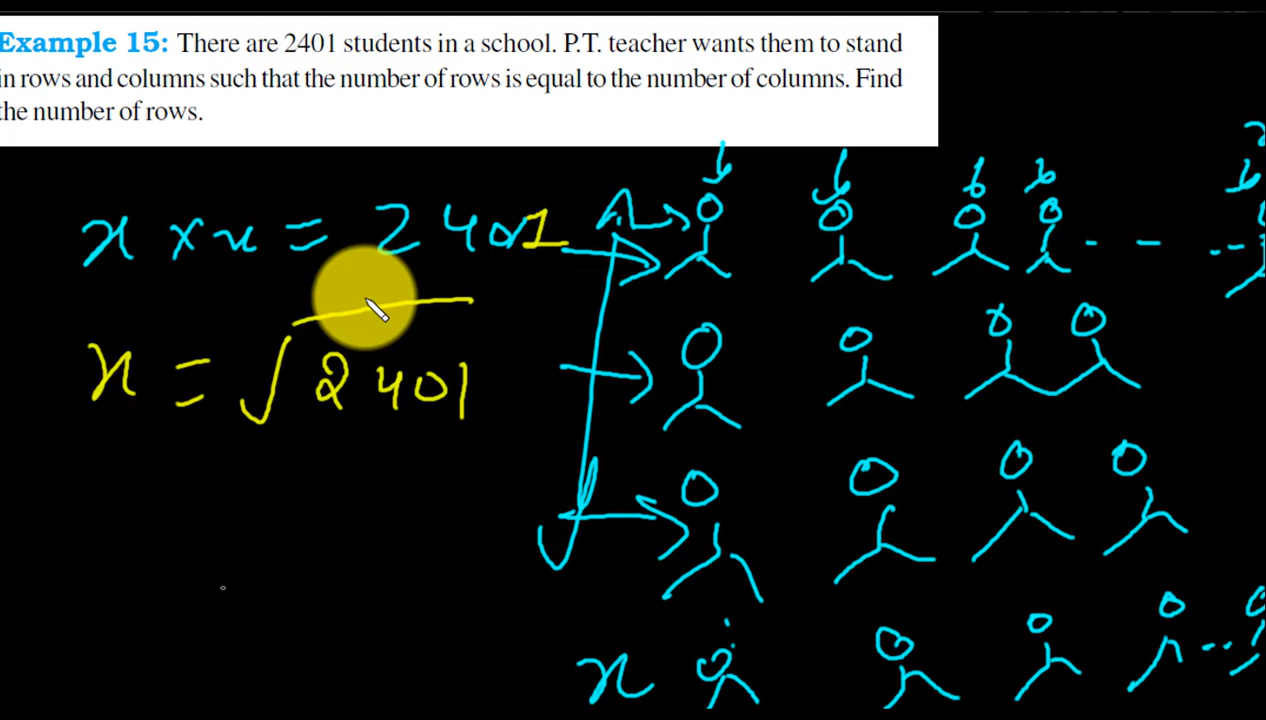 Example 15: There are 2401 students in a school. P.T. teacher wants them to stand
in rows and columns such that the number of rows is equal to the number of columns. Find
the number of rows.
x × x = 2401
x = √2401
x